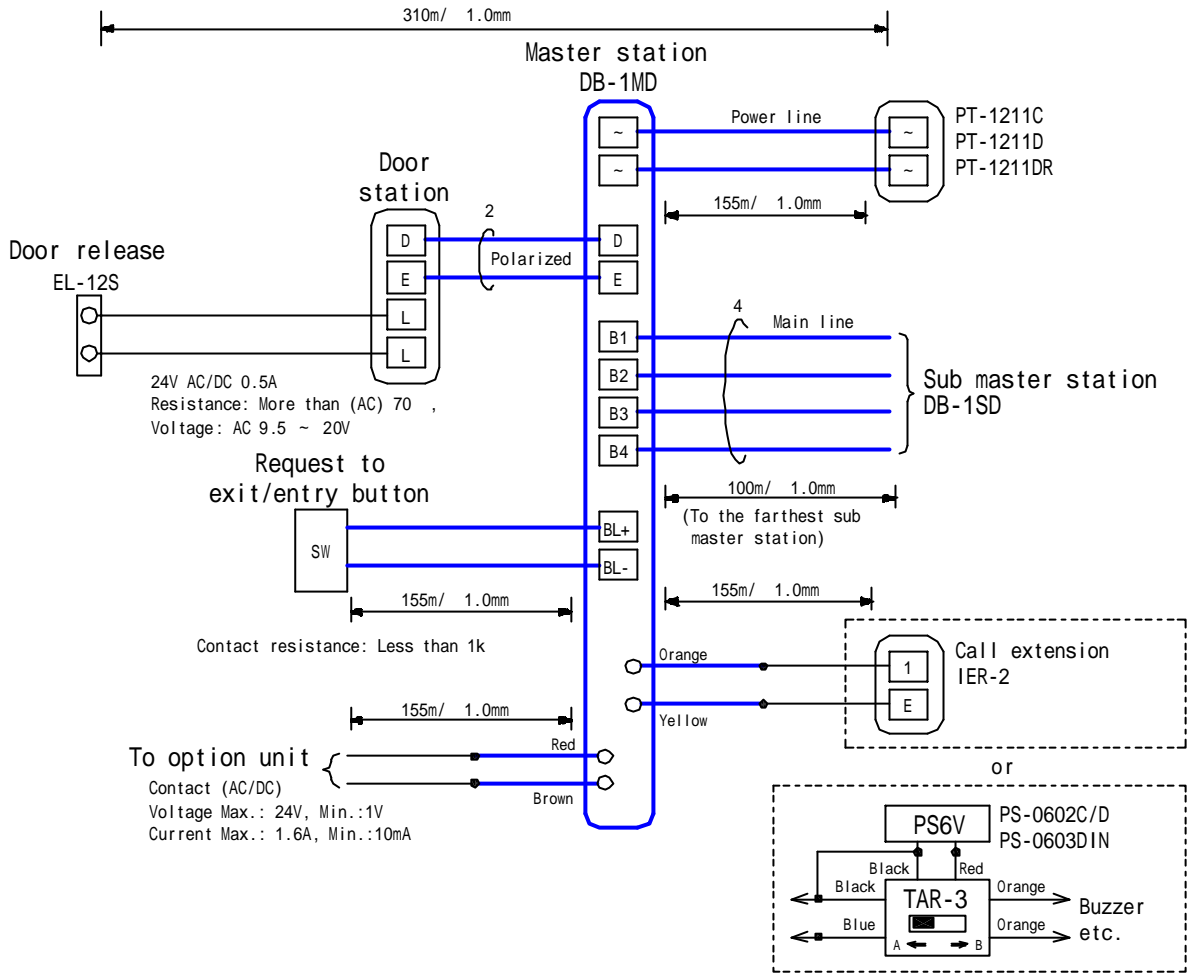 310m/ 1.0mm
Master station
DB-1MD
~
Power line
~
PT-1211C
PT-1211D
PT-1211DR
~
~
155m/ 1.0mm
Door
station
2
D
D
Polarized
E
E
L
L
Door release
EL-12S
24V AC/DC 0.5A
Resistance: More than (AC) 70 ,
Voltage: AC 9.5 ~ 20V
4
Main line
B1
B2
B3
B4
Sub master station
DB-1SD
100m/ 1.0mm
(To the farthest sub
master station)
Request to
exit/entry button
SW
BL+
BL-
155m/ 1.0mm
Contact resistance: Less than 1k
155m/ 1.0mm
Orange
Yellow
1
E
Call extension
IER-2
155m/ 1.0mm
To option unit
Red
Brown
Contact (AC/DC)
Voltage Max.: 24V, Min.:1V
Current Max.: 1.6A, Min.:10mA
or
PS6V
PS-0602C/D
PS-0603DIN
Black
Red
Black
TAR-3
Orange
Blue
A
B
Orange
Buzzer
etc.